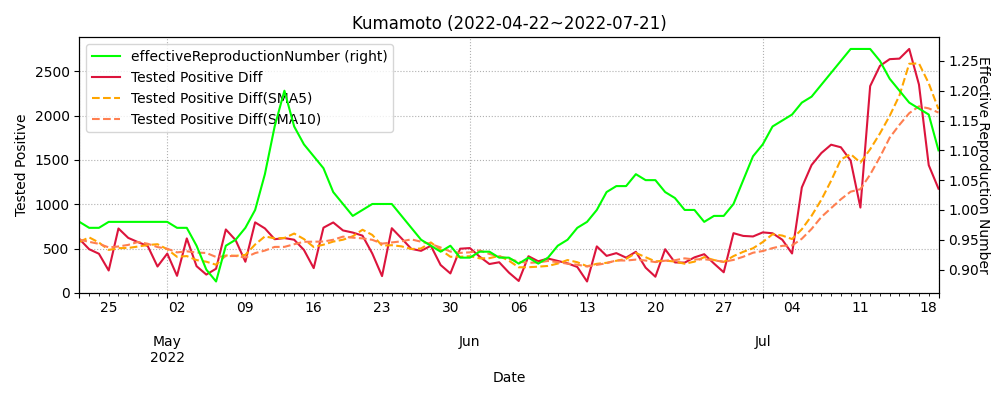 Kumamoto (2022-04-22~2022-07-21)
effectiveReproductionNumber (right)
Tested Positive Diff
Tested Positive Diff(SMA5)
Tested Positive Diff(SMA10)
Tested Positive
2500
2000
1500
1000
500
0
1.25
1.20
1.15
1.10
1.05
1.00
0.95
0.90
Effective Reproduction Number
25 02 09 16 23 30 06 13 20 27 04 11 18
May Jun Jul
2022
Date